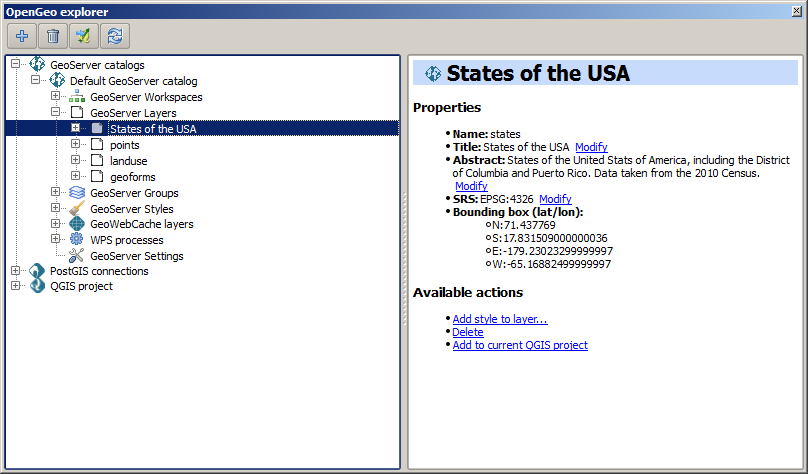 OpenGeo explorer
GeoServer catalogs
Default GeoServer catalog
GeoServer Workspaces
GeoServer Layers
States of the USA
points
landuse
geoforms
GeoServer Groups
GeoServer Styles
GeoWebCache layers
WPS processes
GeoServer Settings
PostGIS connections
QGIS project
States of the USA
Properties
Name: states
Title: States of the USA Modify
Abstract: States of the United Stats of America, including the District
of Columbia and Puerto Rico. Data taken from the 2010 Census.
Modify
SRS: EPSG:4326 Modify
Bounding box (lat/lon):
N:71.437769
S:17.831509000000036
E:-179.23023299999997
W:-65.16882499999997
Available actions
Add style to layer...
Delete
Add to current QGIS project